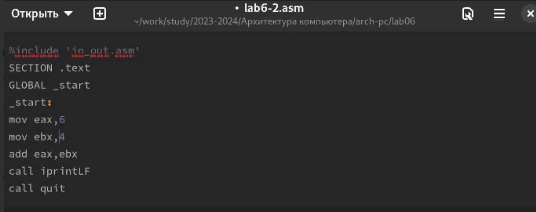 Открыть
• lab6-2.asm
~/work/study/2023-2024/Архитектура компьютера/arch-pc/lab06
%include 'in_out.asm'
SECTION .text
GLOBAL _start
_start:
mov eax,6
mov ebx,4
add eax,ebx
call iprintLF
call quit